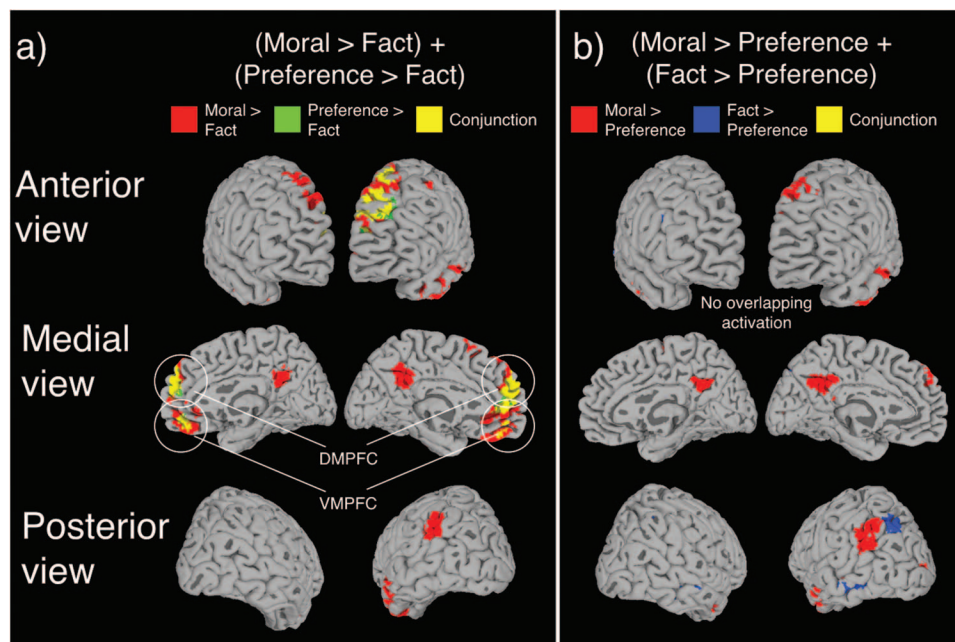 a)
(Moral > Fact) +
(Preference > Fact)
Moral >
Fact
Preference >
Fact
Conjunction
b)
(Moral > Preference +
(Fact > Preference)
Moral >
Preference
Fact >
Preference
Conjunction
Anterior
view
No overlapping
activation
Medial
view
DMPFC
VMPFC
Posterior
view